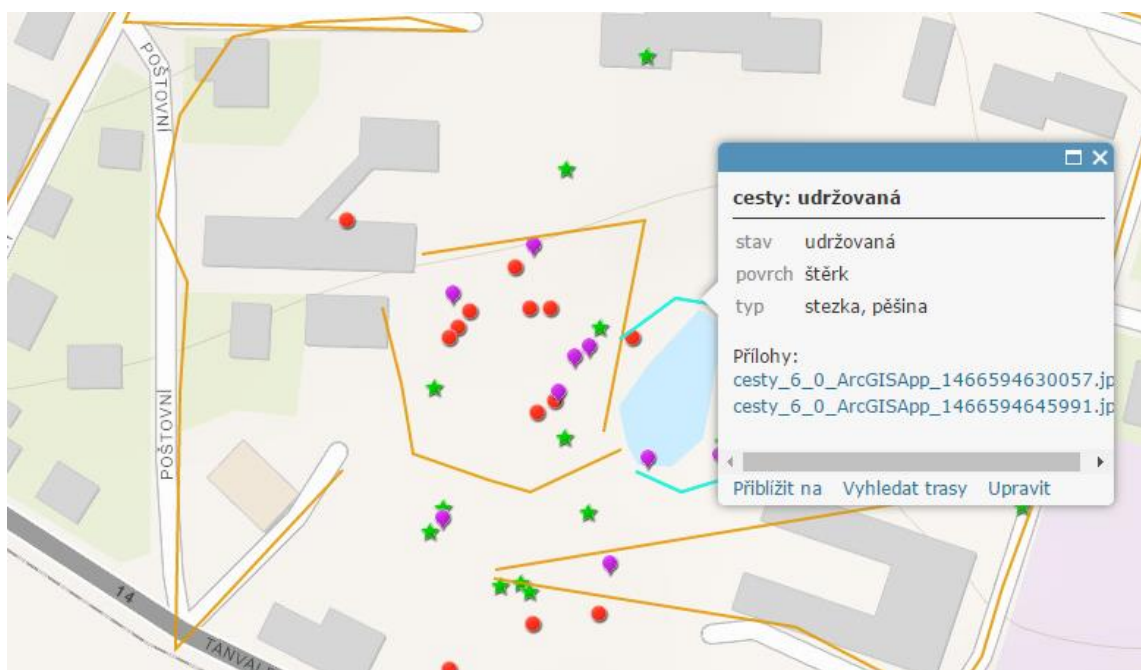 POŠTOVNÍ
cesty: udržovaná
stav udržovaná
povrch štěrk
typ stezka, pěšina
Přílohy:
cesty_6_0_ArcGISApp_1466594630057.jp
cesty_6_0_ArcGISApp_1466594645991.jp
Přiblížit na Vyhledat trasy Upravit
POŠTOVNÍ
14